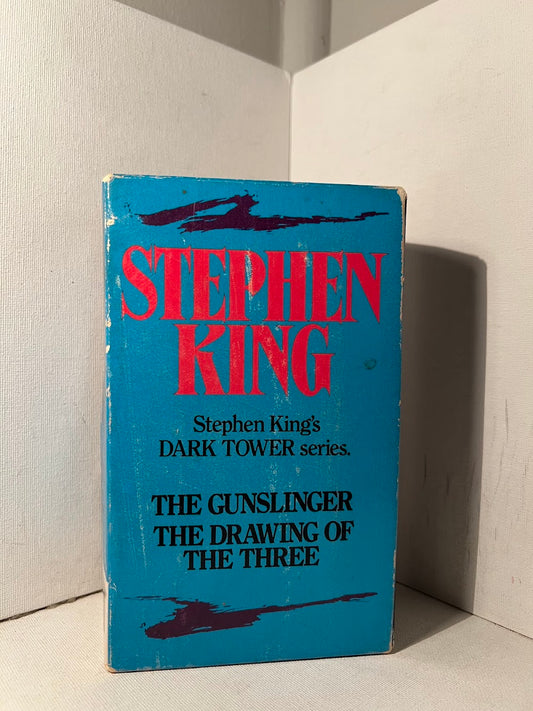 STEPHEN
KING
Stephen King's
DARK TOWER series.
THE GUNSLINGER
THE DRAWING OF
THE THREE